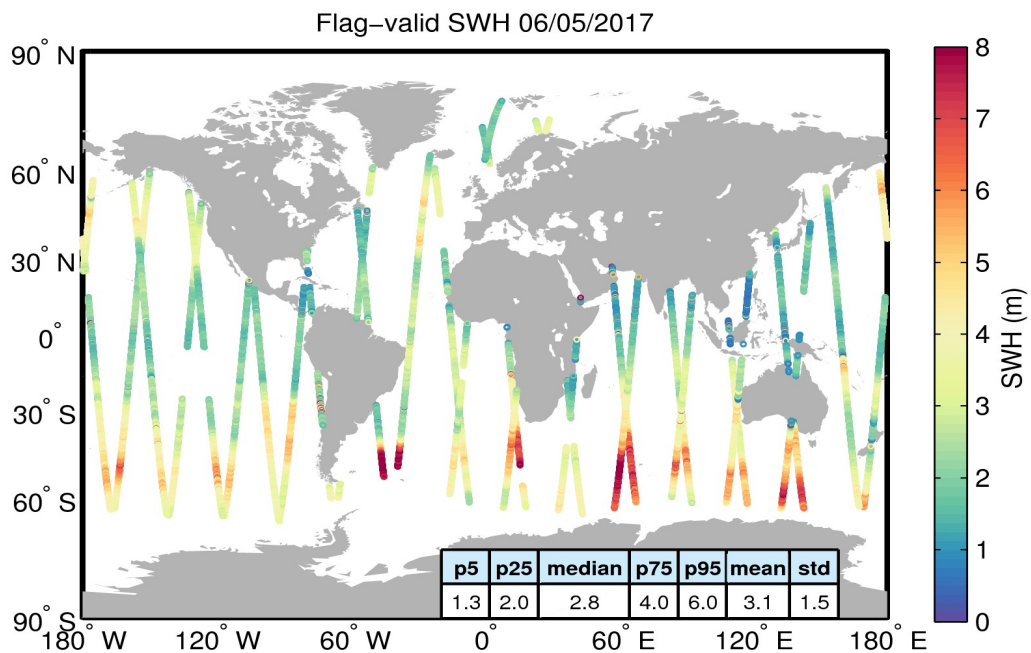 Flag−valid SWH 06/05/2017
90° N
60° N
30° N
0°
30° S
60° S
90° S
180° W
120° W
60° W
0°
60° E
120° E
180° E
p5 p25 median p75 p95 mean std
1.3 2.0 2.8 4.0 6.0 3.1 1.5
8
7
6
5
4
3
2
1
0
SWH (m)